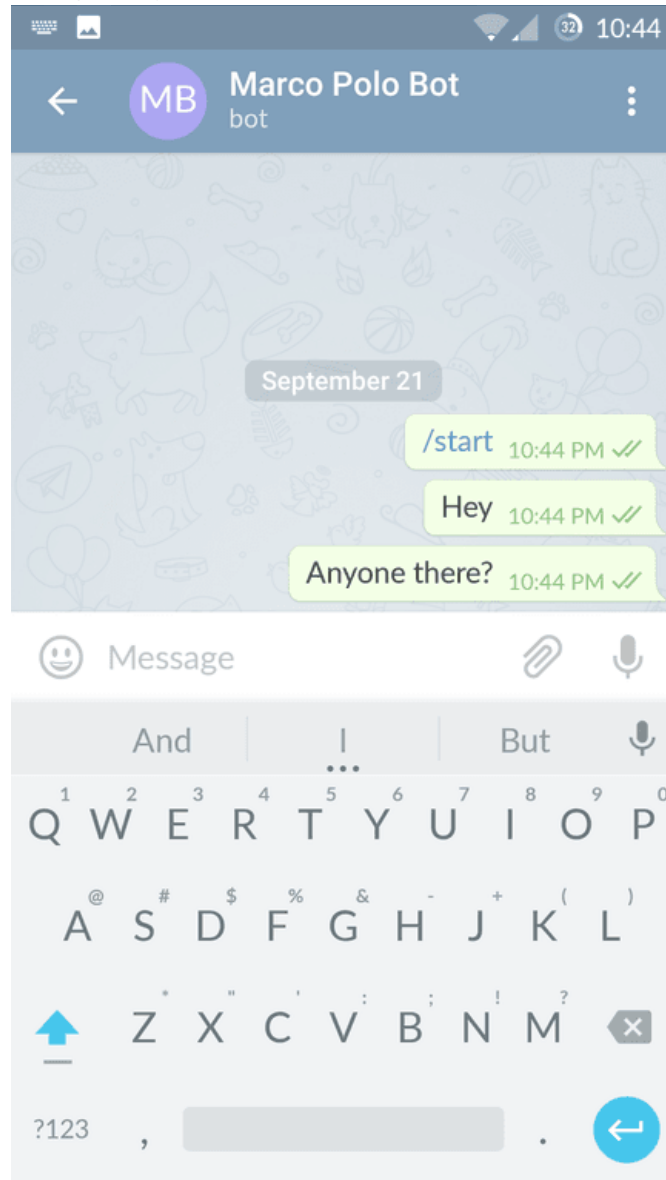 32 10:44
MB Marco Polo Bot
bot
September 21
/start 10:44 PM
Hey 10:44 PM
Anyone there? 10:44 PM
Message
And I But
1 2 3 4 5 6 7 8 9 0
Q W E R T Y U I O P
@ # $ % & - + ( )
A S D F G H J K L
* " ' : ; ! ?
Z X C V B N M
?123 , .